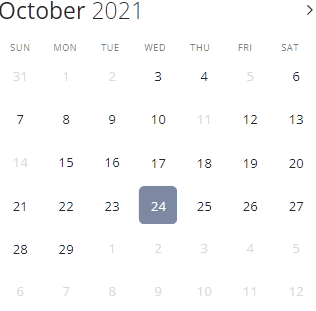 October 2021
SUN MON TUE WED THU FRI SAT
31 1 2 3 4 5 6
7 8 9 10 11 12 13
14 15 16 17 18 19 20
21 22 23 24 25 26 27
28 29 1 2 3 4 5
6 7 8 9 10 11 12